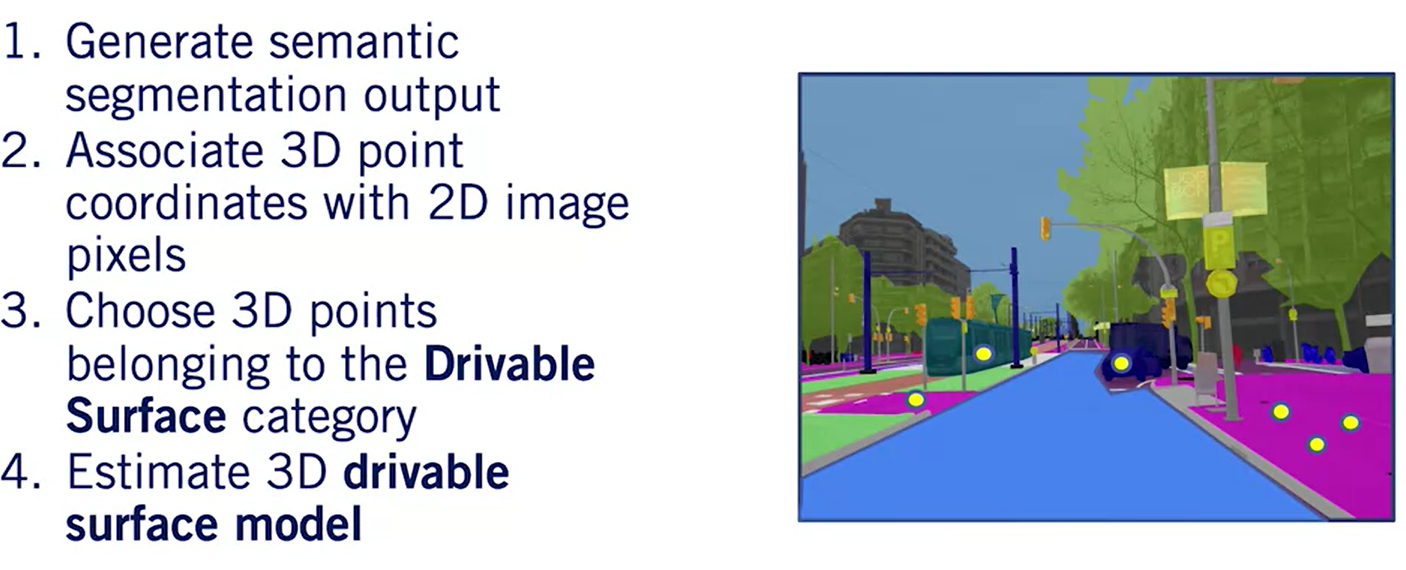 1. Generate semantic
segmentation output
2. Associate 3D point
coordinates with 2D image
pixels
3. Choose 3D points
belonging to the Drivable
Surface category
4. Estimate 3D drivable
surface model
P